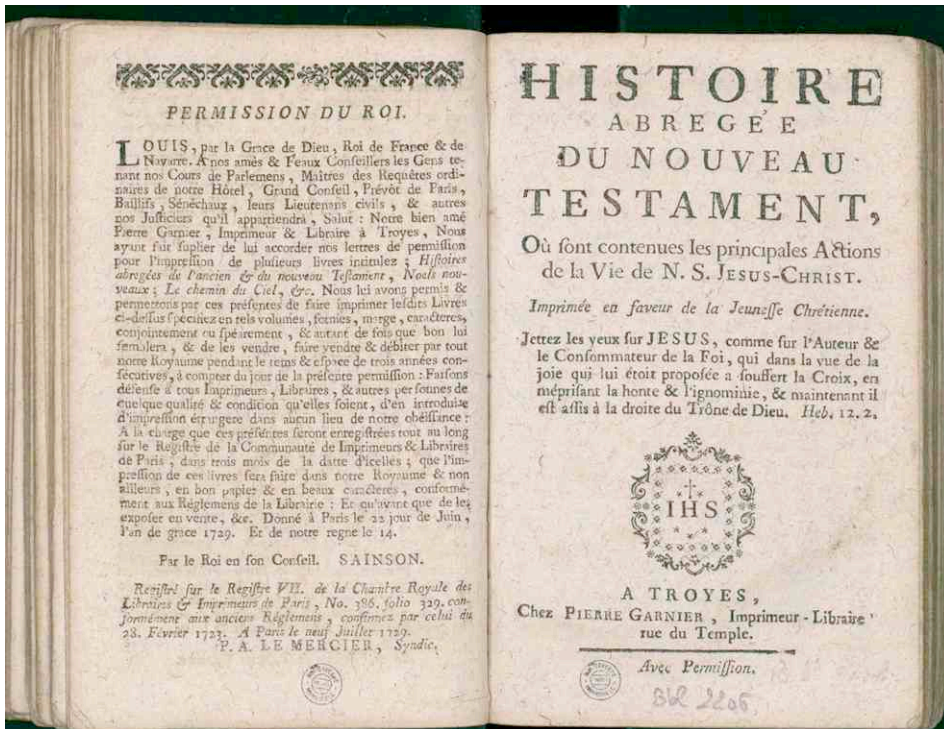 PERMISSION DU ROI.
LOUIS, par la Grace de Dieu, Roi de France & de
Navarre. A nos amés & Feaux Conseillers les Gens te-
nant nos Cours de Parlemens, Maîtres des Requêtes ordi-
naires de notre Hôtel, Grand Conseil, Prévôt de Paris,
Baillifs, Sénéchaux, leurs Lieutenans civils, & autres
nos Justiciers qu'il appartiendra, Salut : Notre bien amé
Pierre Garnier, Imprimeur & Libraire à Troyes, Nous
ayant fait suplier de lui accorder nos lettres de permission
pour l'impression de plusieurs livres intitulez ; Histoires
abregées de l'ancien & du nouveau Testament, Noels nou-
veaux ; Le chemin du Ciel, &c. Nous lui avons permis &
permettons par ces présentes de faire imprimer lesdits Livres
ci-dessus spécifiez en tels volumes, formes, marge, caracteres,
conjointement ou spérement, & autant de fois que bon lui
semblera, & de les vendre, faire vendre & débiter par tout
notre Royaume pendant le tems & espace de trois années con-
sécutives, à compter du jour de la présente permission : Faisons
défense à tous Imprimeurs, Libraires, & autres personnes de
quelque qualité & condition qu'elles soient, d'en introduire
d'impression étrangere dans aucun lieu de notre obéissance :
A la charge que ces présentes seront enregistrées tout au long
sur le Registre de la Communauté de Imprimeurs & Libraires
de Paris, dans trois mois de la datte d'icelles ; que l'im-
pression de ces livres sera faite dans notre Royaume & non
ailleurs, en bon papier & en beaux caracteres, conformé-
ment aux Réglemens de la Librairie : Et qu'avant que de les
exposer en vente, &c. Donné à Paris le 22 jour de Juin,
l'an de grace 1729. Et de notre regne le 14.
Par le Roi en son Conseil. SAINSON.
Registré sur le Registre VII. de la Chambre Royale des
Libraires & Imprimeurs de Paris, No. 386. folio 329. con-
formément aux anciens Réglemens, confirmez par celui du
28. Février 1723. A Paris le neuf Juillet 1729.
P. A. LE MERCIER, Syndic.
HISTOIRE
ABREGÉE
DU NOUVEAU
TESTAMENT,
Où sont contenues les principales Actions
de la Vie de N. S. JESUS-CHRIST.
Imprimée en faveur de la Jeunesse Chrétienne.
Jettez les yeux sur JESUS, comme sur l'Auteur &
le Consommateur de la Foi, qui dans la vue de la
joie qui lui étoit proposée a souffert la Croix, en
méprisant la honte & l'ignominie, & maintenant il
est assis à la droite du Trône de Dieu. Heb. 12. 2.
IHS
A TROYES,
Chez PIERRE GARNIER, Imprimeur-Libraire
rue du Temple.
Avec Permission.
BL 2206